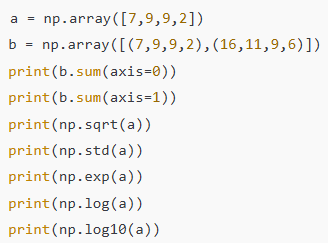 a = np.array([7,9,9,2])
b = np.array([(7,9,9,2),(16,11,9,6)])
print(b.sum(axis=0))
print(b.sum(axis=1))
print(np.sqrt(a))
print(np.std(a))
print(np.exp(a))
print(np.log(a))
print(np.log10(a))